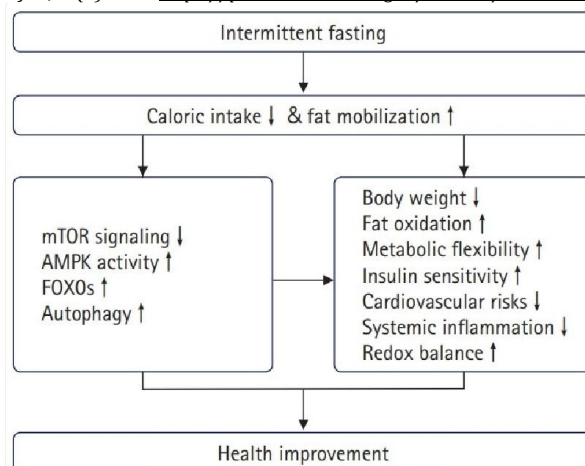 Intermittent fasting
Caloric intake ↓ & fat mobilization ↑
mTOR signaling ↓
AMPK activity ↑
FOXOs ↑
Autophagy ↑
Body weight ↓
Fat oxidation ↑
Metabolic flexibility ↑
Insulin sensitivity ↑
Cardiovascular risks ↓
Systemic inflammation ↓
Redox balance ↑
Health improvement